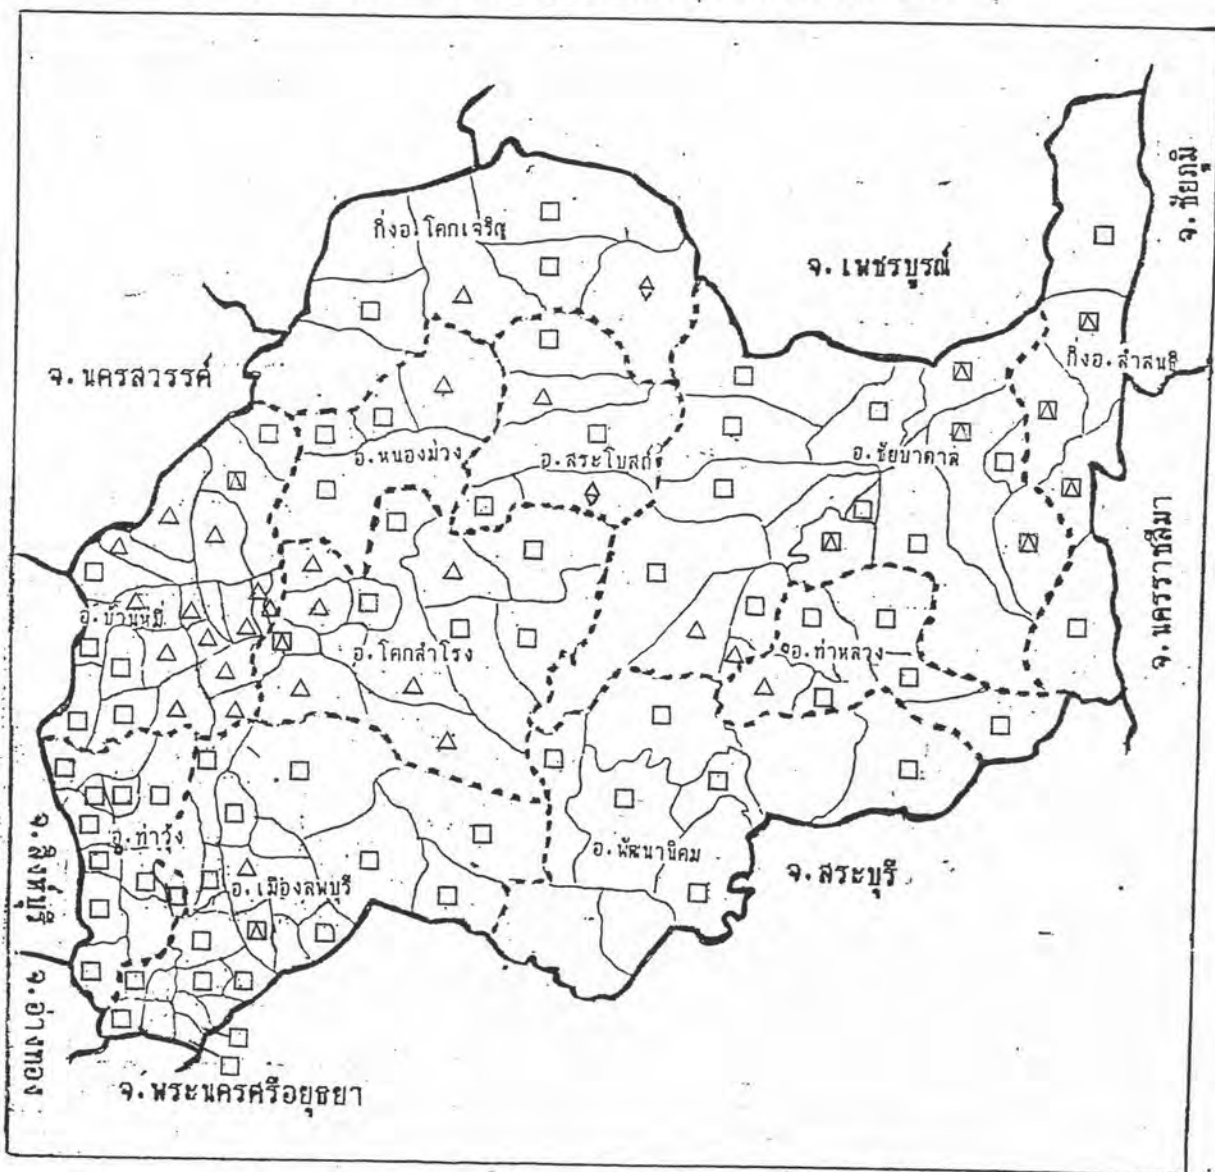 จ. ชัยภูมิ
กิ่งอ. โคกเจริญ
จ. เพชรบูรณ์
กิ่งอ. ลำสนธิ
จ. นครสวรรค์
อ. หนองม่วง
อ. สระโบสถ์
อ. ชัยบาดาล
จ. นครราชสีมา
อ. บ้านหมี่
อ. โคกสำโรง
อ. ท่าหลวง
อ. ท่าวุ้ง
อ. พัฒนานิคม
จ. สิงห์บุรี
อ. เมืองลพบุรี
จ. สระบุรี
จ. อ่างทอง
จ. พระนครศรีอยุธยา